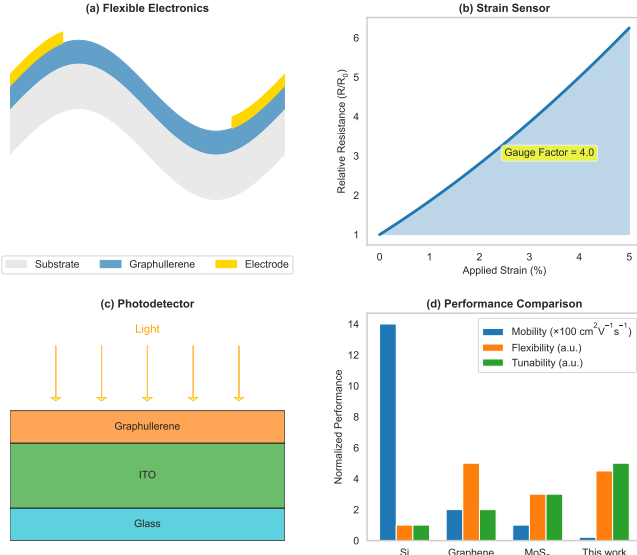 (a) Flexible Electronics
Substrate
Graphullerene
Electrode
(b) Strain Sensor
Relative Resistance (R/R₀)
6
5
4
3
2
1
Gauge Factor = 4.0
0 1 2 3 4 5
Applied Strain (%)
(c) Photodetector
Light
Graphullerene
ITO
Glass
(d) Performance Comparison
Normalized Performance
14
12
10
8
6
4
2
0
Mobility (×100 cm²V⁻¹s⁻¹)
Flexibility (a.u.)
Tunability (a.u.)
Si Graphene MoS₂ This work